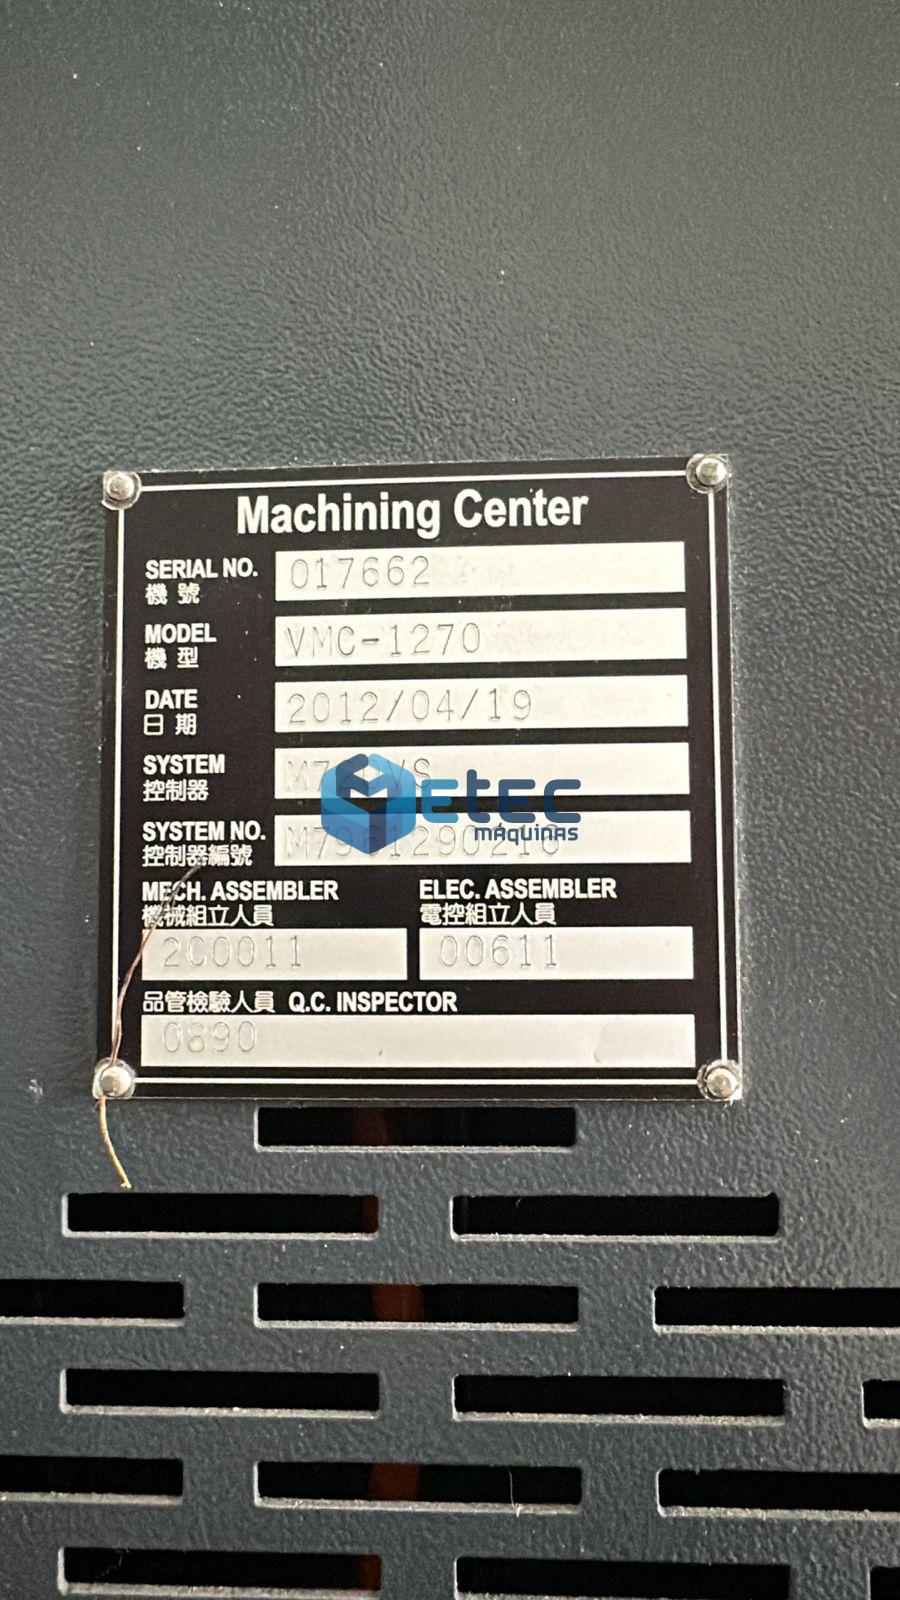 Machining Center
SERIAL NO. 017662
機號
MODEL VMC-1270
機型
DATE 2012/04/19
日期
SYSTEM
控制器
SYSTEM NO.
控制器編號
MECH. ASSEMBLER
機械組立人員
2C0011
ELEC. ASSEMBLER
電控組立人員
00611
品管檢驗人員 Q.C. INSPECTOR
0890
ETEC
MÁQUINAS